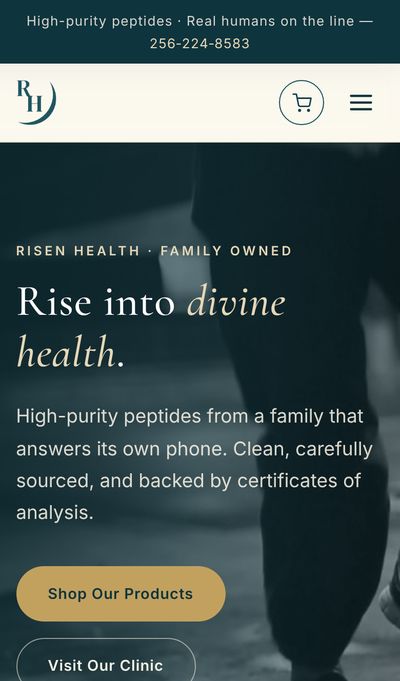 High-purity peptides · Real humans on the line —
256-224-8583
RH
RISEN HEALTH · FAMILY OWNED
Rise into divine
health.
High-purity peptides from a family that
answers its own phone. Clean, carefully
sourced, and backed by certificates of
analysis.
Shop Our Products
Visit Our Clinic